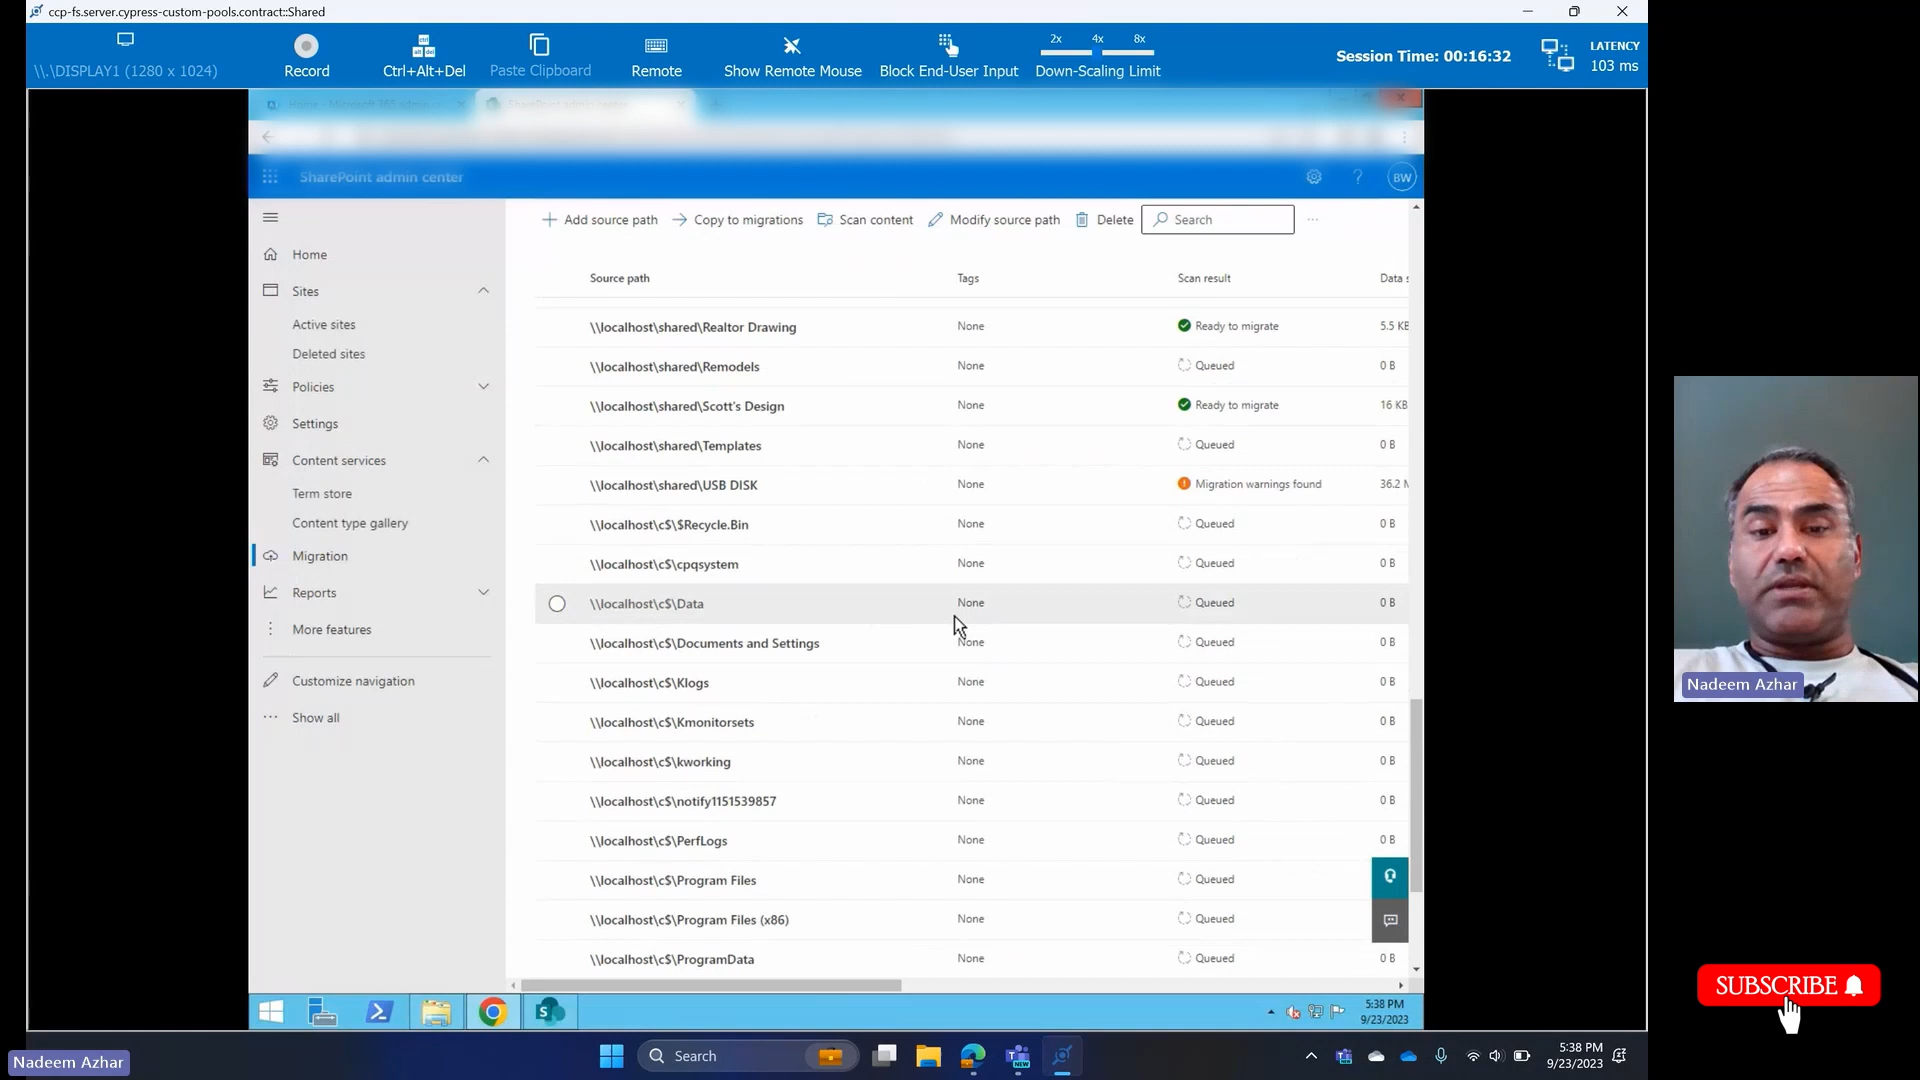 ccp-fs.server.cypress-custom-pools.contract::Shared
\\.\DISPLAY1 (1280 x 1024)
Record
Ctrl+Alt+Del
Paste Clipboard
Remote
Show Remote Mouse
Block End-User Input
2x 4x 8x
Down-Scaling Limit
Session Time: 00:16:32
LATENCY
103 ms
SharePoint admin center
SharePoint admin center
BW
Add source path
Copy to migrations
Scan content
Modify source path
Delete
Search
Home
Sites
Active sites
Deleted sites
Policies
Settings
Content services
Term store
Content type gallery
Migration
Reports
More features
Customize navigation
Show all
Source path Tags Scan result Data s
\\localhost\shared\Realtor Drawing None Ready to migrate 5.5 KB
\\localhost\shared\Remodels None Queued 0 B
\\localhost\shared\Scott's Design None Ready to migrate 16 KB
\\localhost\shared\Templates None Queued 0 B
\\localhost\shared\USB DISK None Migration warnings found 36.2 M
\\localhost\c$\$Recycle.Bin None Queued 0 B
\\localhost\c$\cpqsystem None Queued 0 B
\\localhost\c$\Data None Queued 0 B
\\localhost\c$\Documents and Settings None Queued 0 B
\\localhost\c$\Klogs None Queued 0 B
\\localhost\c$\Kmonitorsets None Queued 0 B
\\localhost\c$\kworking None Queued 0 B
\\localhost\c$\notify1151539857 None Queued 0 B
\\localhost\c$\PerfLogs None Queued 0 B
\\localhost\c$\Program Files None Queued
\\localhost\c$\Program Files (x86) None Queued
\\localhost\c$\ProgramData None Queued 0 B
5:38 PM
9/23/2023
Nadeem Azhar
SUBSCRIBE
Nadeem Azhar
Search
NEW
5:38 PM
9/23/2023